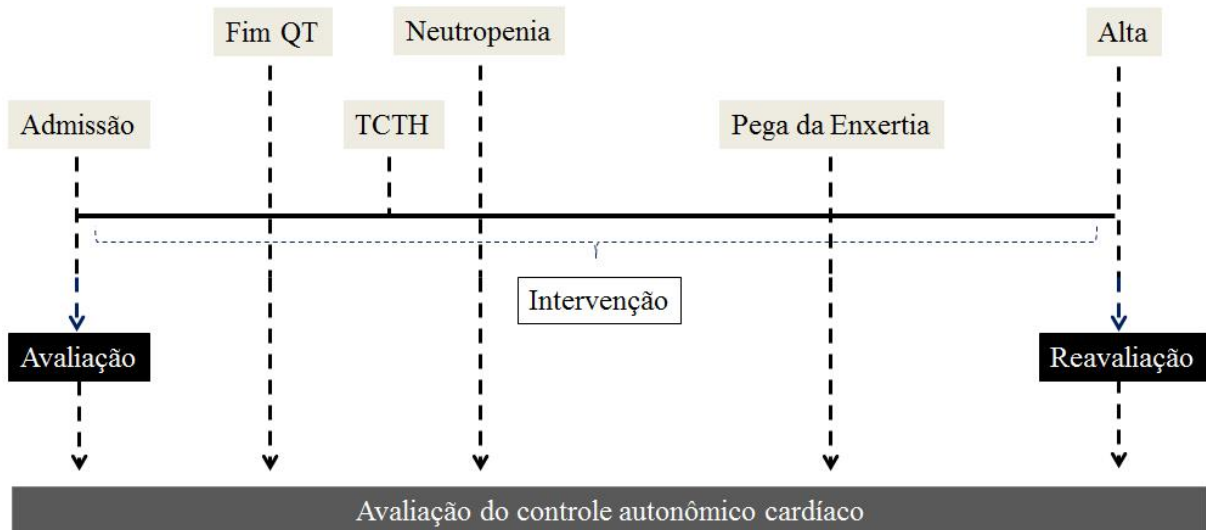 Fim QT
Neutropenia
Alta
Admissão
TCTH
Pega da Enxertia
Intervenção
Avaliação
Reavaliação
Avaliação do controle autonômico cardíaco